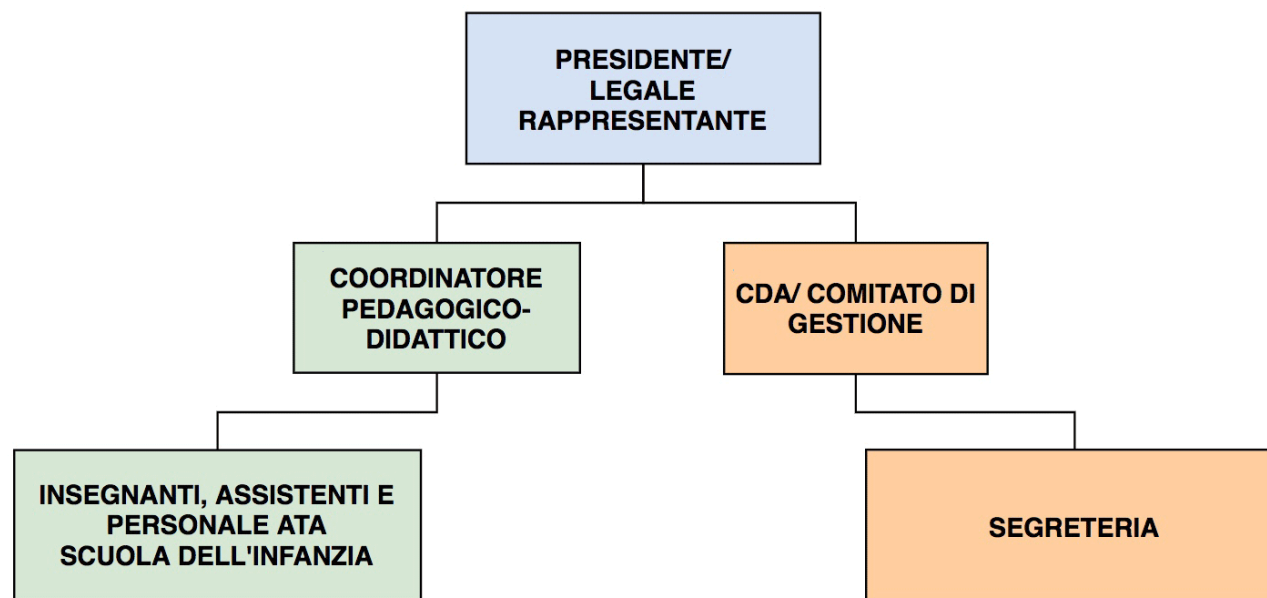 PRESIDENTE/
LEGALE
RAPPRESENTANTE
COORDINATORE
PEDAGOGICO-
DIDATTICO
CDA/ COMITATO DI
GESTIONE
INSEGNANTI, ASSISTENTI E
PERSONALE ATA
SCUOLA DELL'INFANZIA
SEGRETERIA